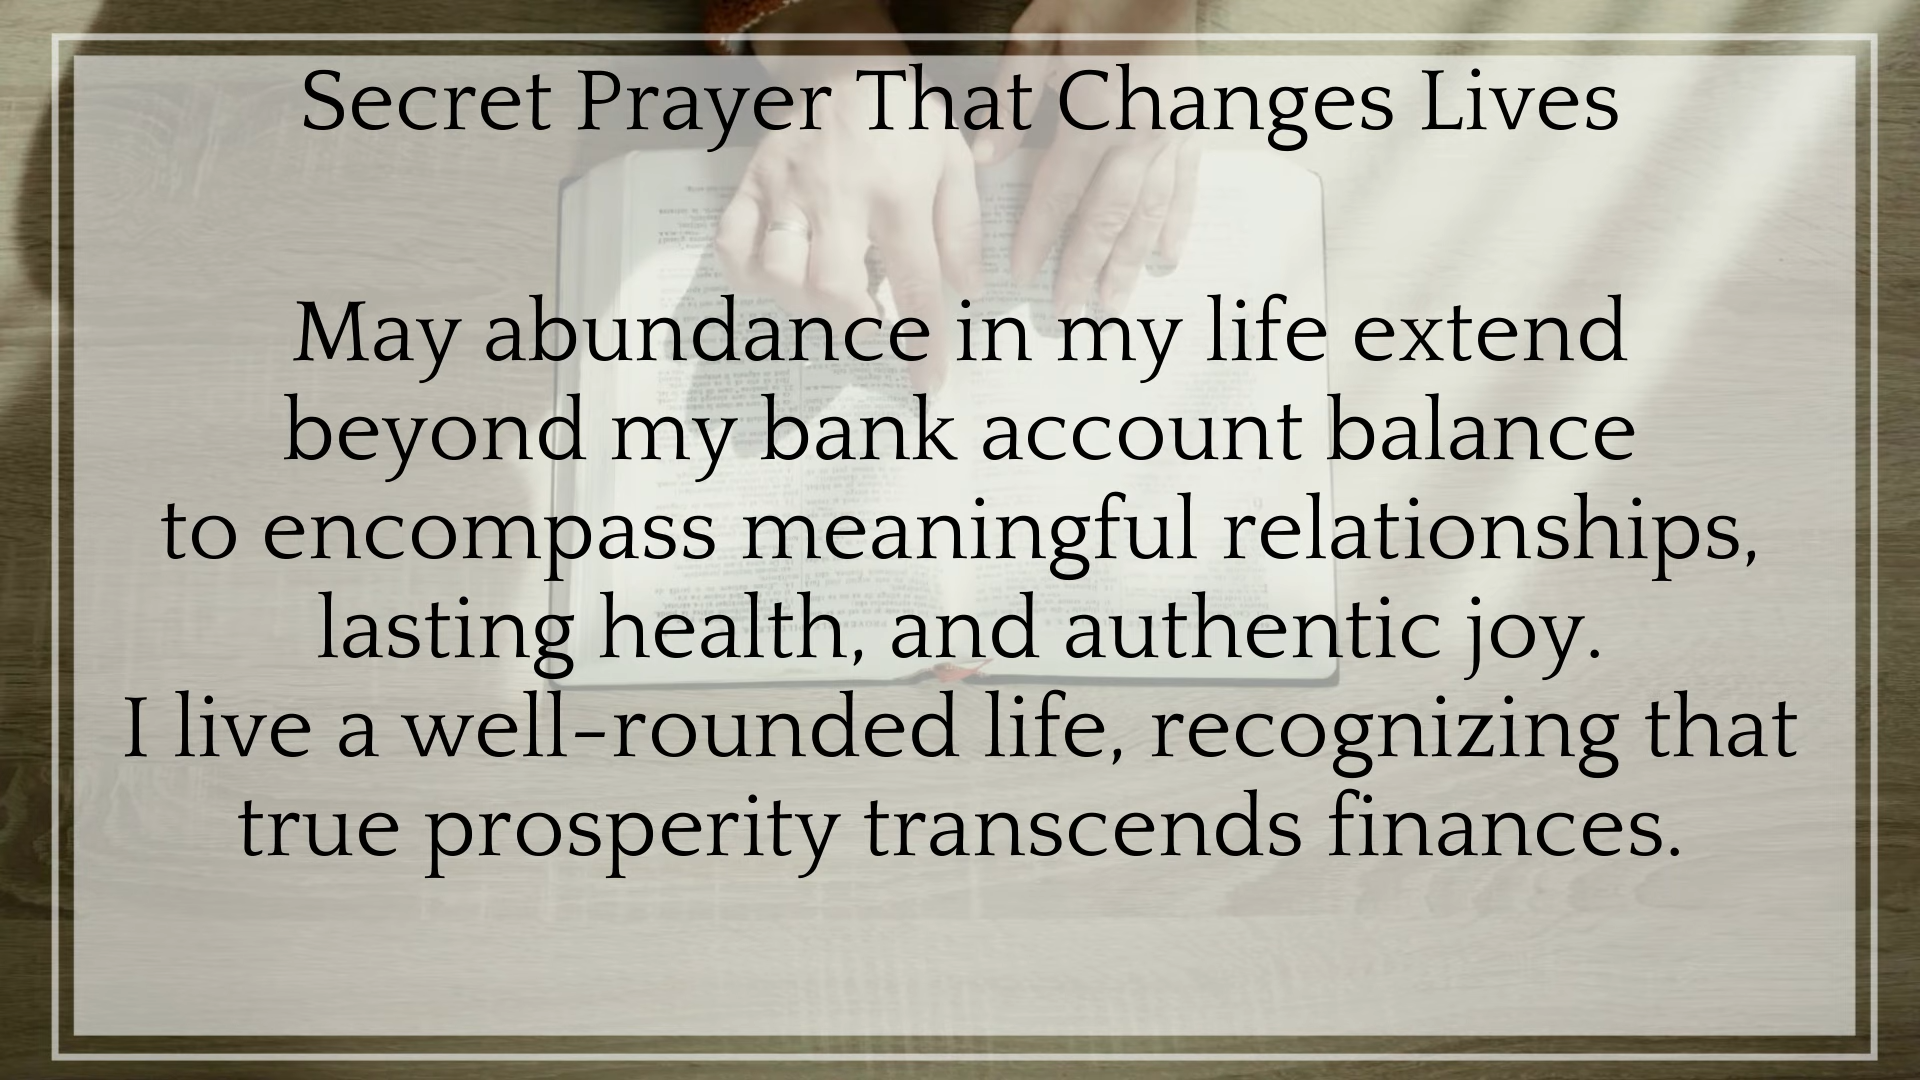 Secret Prayer That Changes Lives
May abundance in my life extend
beyond my bank account balance
to encompass meaningful relationships,
lasting health, and authentic joy.
I live a well-rounded life, recognizing that
true prosperity transcends finances.